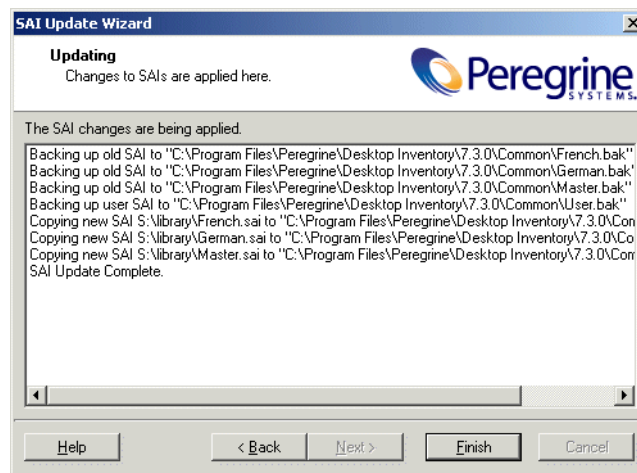 SAI Update Wizard
Updating
Changes to SAIs are applied here.
Peregrine
SYSTEMS
The SAI changes are being applied.
Backing up old SAI to "C:\Program Files\Peregrine\Desktop Inventory\7.3.0\Common\French.bak"
Backing up old SAI to "C:\Program Files\Peregrine\Desktop Inventory\7.3.0\Common\German.bak"
Backing up old SAI to "C:\Program Files\Peregrine\Desktop Inventory\7.3.0\Common\Master.bak"
Backing up user SAI to "C:\Program Files\Peregrine\Desktop Inventory\7.3.0\Common\User.bak"
Copying new SAI S:\library\French.sai to "C:\Program Files\Peregrine\Desktop Inventory\7.3.0\Con
Copying new SAI S:\library\German.sai to "C:\Program Files\Peregrine\Desktop Inventory\7.3.0\Co
Copying new SAI S:\library\Master.sai to "C:\Program Files\Peregrine\Desktop Inventory\7.3.0\Con
SAI Update Complete.
Help
< Back
Next >
Finish
Cancel